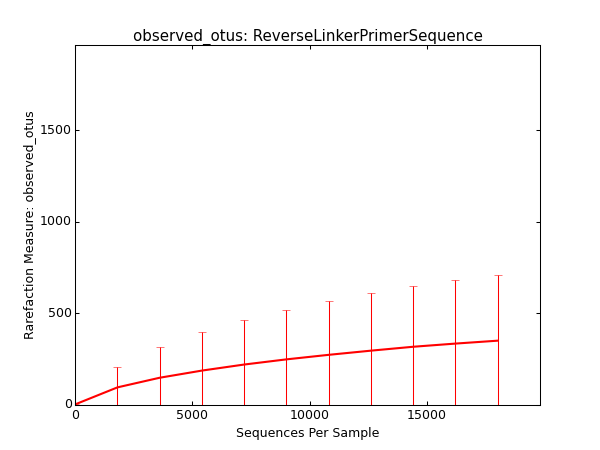 observed_otus: ReverseLinkerPrimerSequence
Rarefaction Measure: observed_otus
1500
1000
500
0
0 5000 10000 15000
Sequences Per Sample